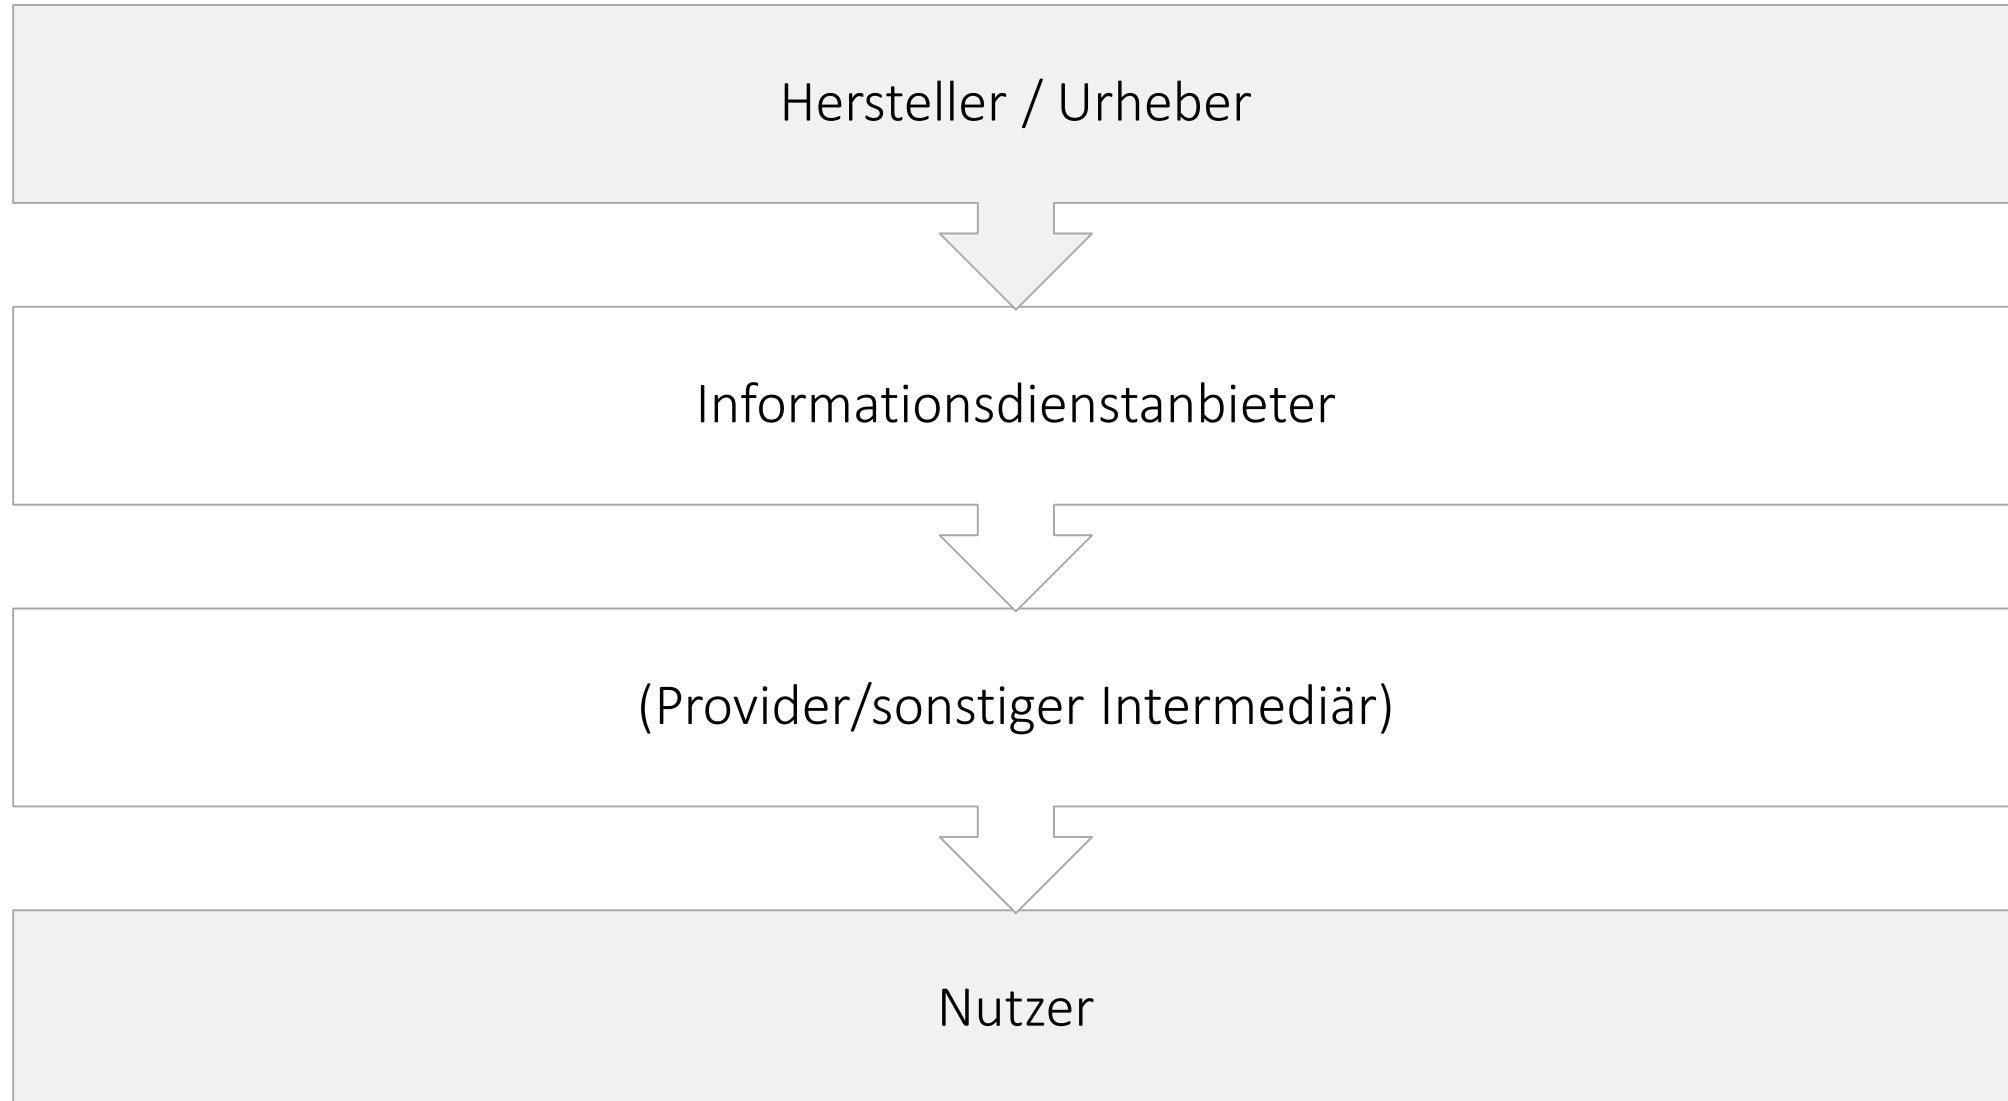 Hersteller / Urheber
Informationsdienstanbieter
(Provider/sonstiger Intermediär)
Nutzer